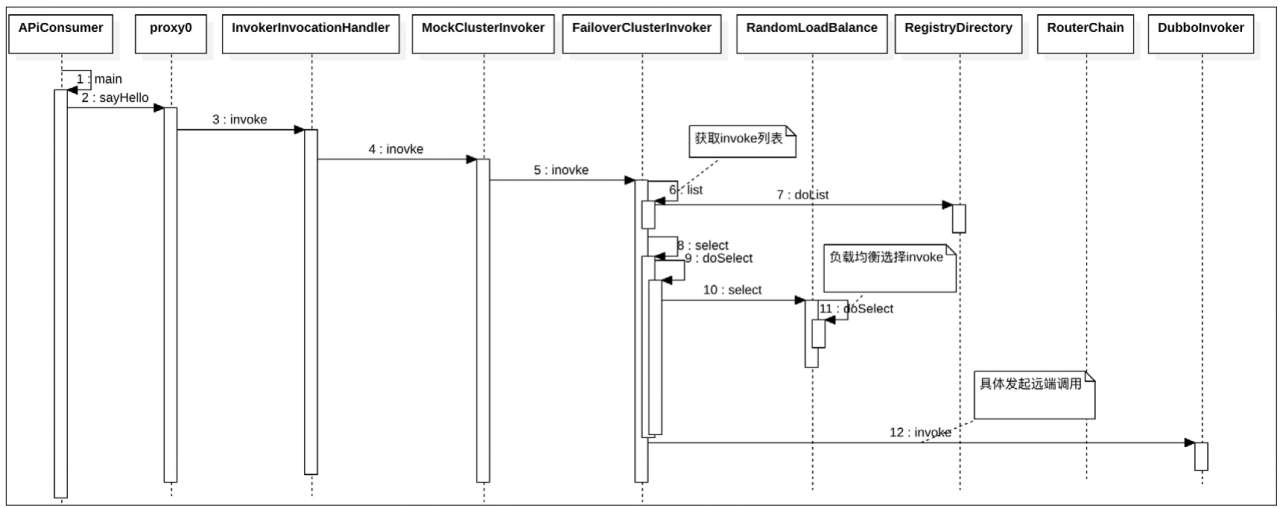 APiConsumer
proxy0
InvokerInvocationHandler
MockClusterInvoker
FailoverClusterInvoker
RandomLoadBalance
RegistryDirectory
RouterChain
DubboInvoker
1 : main
2 : sayHello
3 : invoke
4 : inovke
5 : inovke
获取invoke列表
6 : list
7 : doList
8 : select
9 : doSelect
负载均衡选择invoke
10 : select
11 : doSelect
具体发起远端调用
12 : invoke